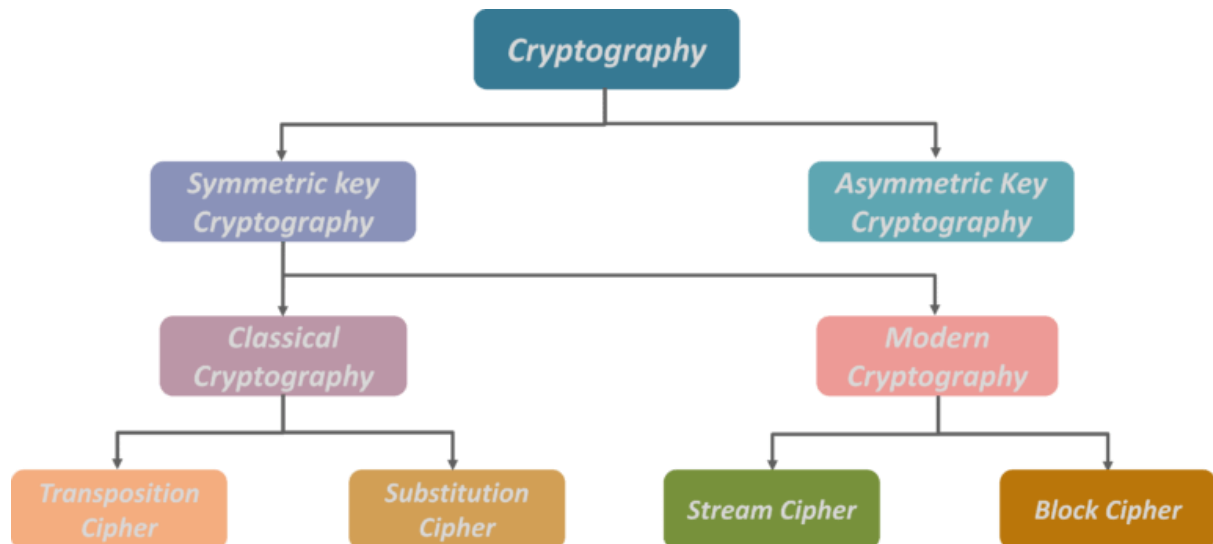 Cryptography
Symmetric key
Cryptography
Asymmetric Key
Cryptography
Classical
Cryptography
Modern
Cryptography
Transposition
Cipher
Substitution
Cipher
Stream Cipher
Block Cipher